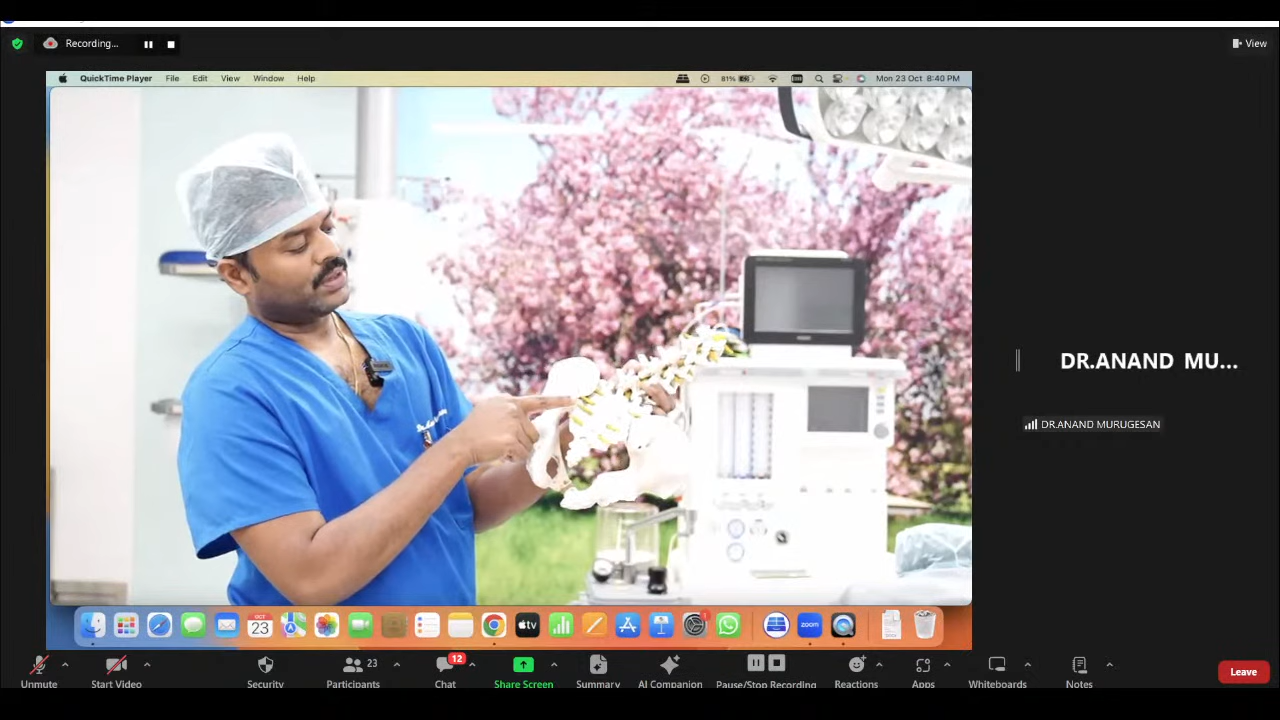 Recording...
View
QuickTime Player File Edit View Window Help
81%
Mon 23 Oct 8:40 PM
DR.ANAND MU...
DR.ANAND MURUGESAN
OCT
23
tv
zoom
1
23
12
Unmute
Start Video
Security
Participants
Chat
Share Screen
Summary
AI Companion
Pause/Stop Recording
Reactions
Apps
Whiteboards
Notes
Leave